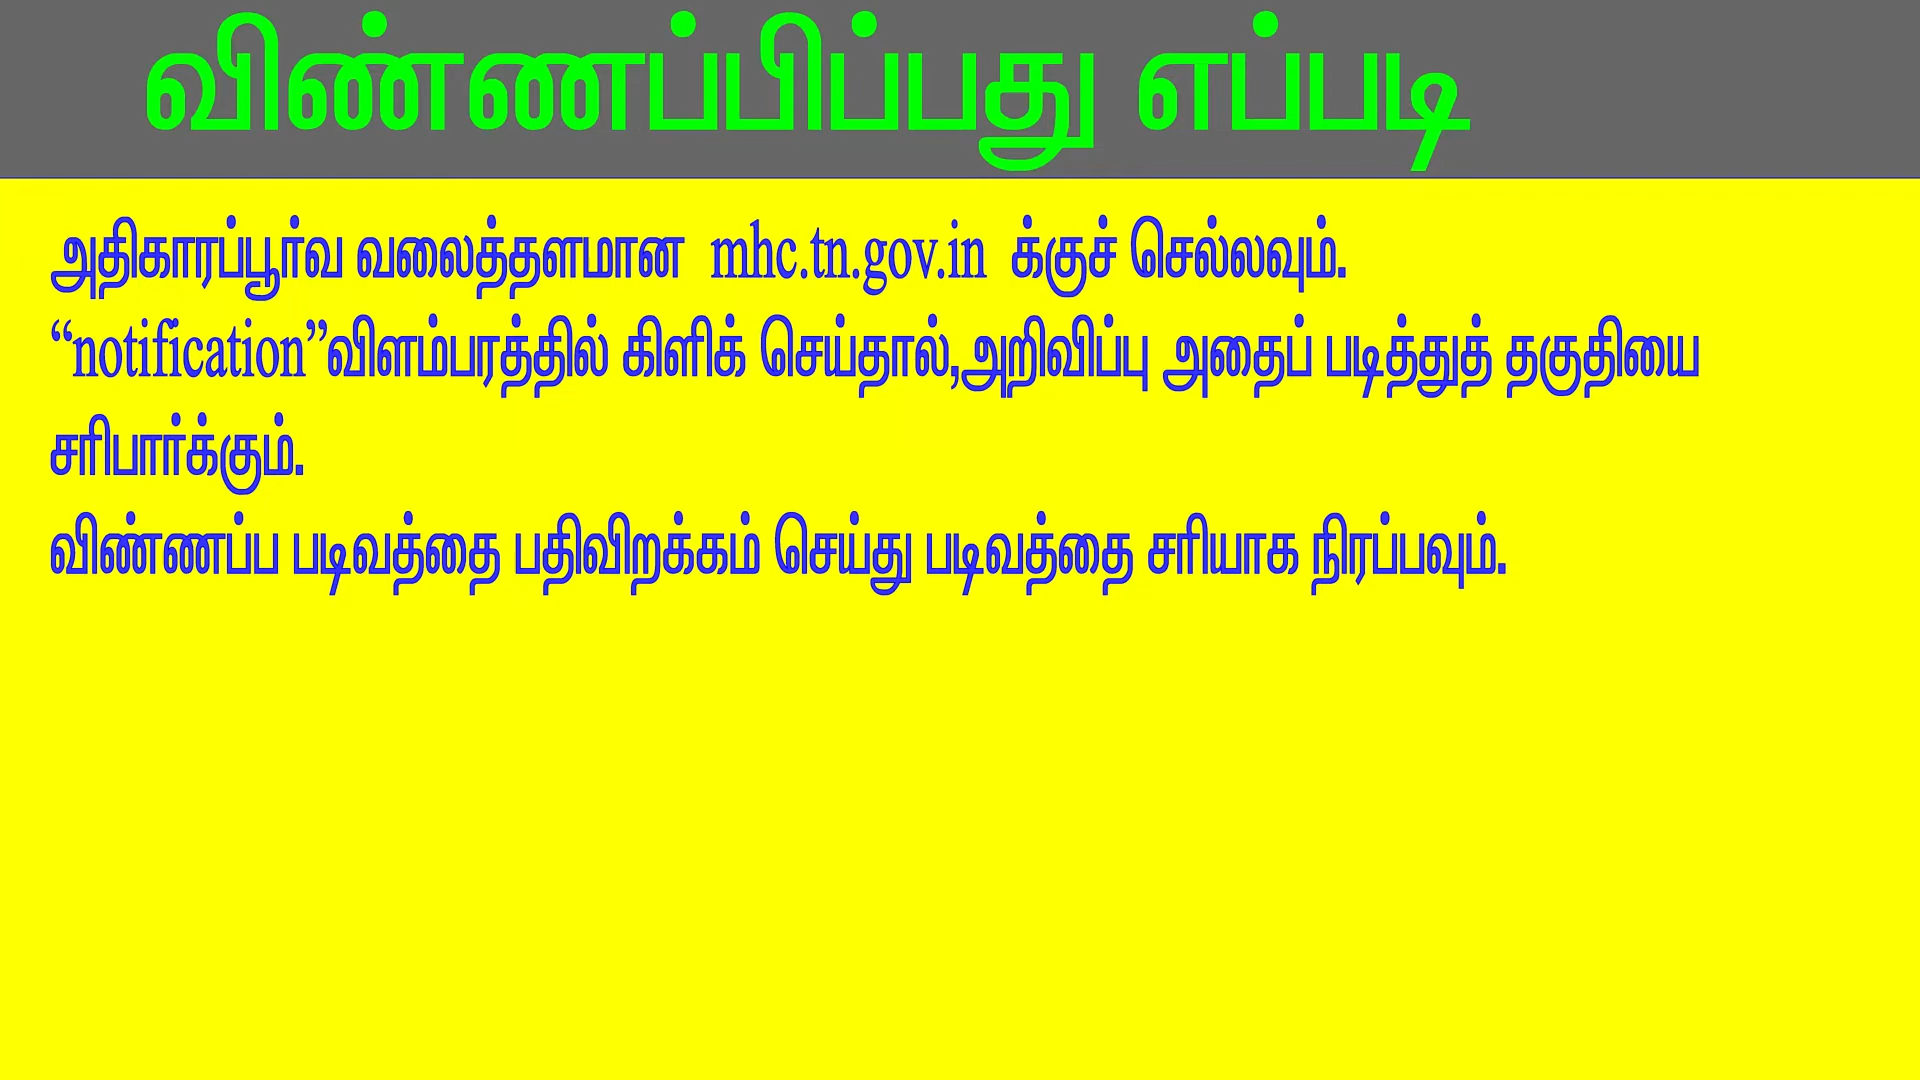 விண்ணப்பிப்பது எப்படி
அதிகாரப்பூர்வ வலைத்தளமான mhc.tn.gov.in க்குச் செல்லவும்.
“notification”விளம்பரத்தில் கிளிக் செய்தால்,அறிவிப்பு அதைப் படித்துத் தகுதியை
சரிபார்க்கும்.
விண்ணப்ப படிவத்தை பதிவிறக்கம் செய்து படிவத்தை சரியாக நிரப்பவும்.